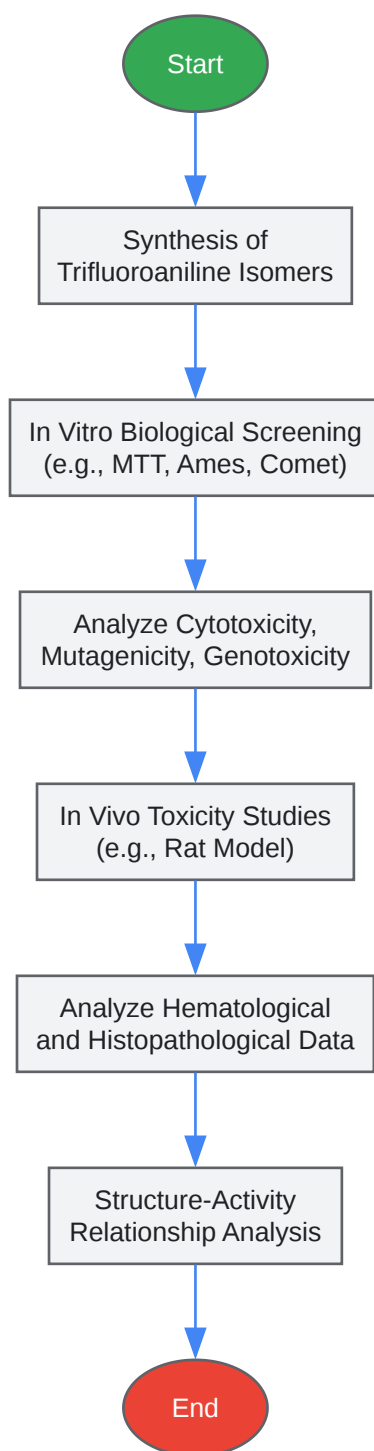 Start
Synthesis of
Trifluoroaniline Isomers
In Vitro Biological Screening
(e.g., MTT, Ames, Comet)
Analyze Cytotoxicity,
Mutagenicity, Genotoxicity
In Vivo Toxicity Studies
(e.g., Rat Model)
Analyze Hematological
and Histopathological Data
Structure-Activity
Relationship Analysis
End